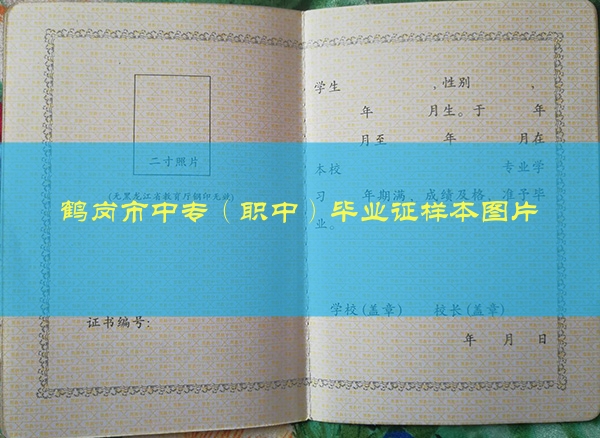 二寸照片
(无黑龙江省教育厅钢印无效)
证书编号:
学生 ,性别 ,
年 月生。于 年
月至 年 月在
本校 专业学
习 年期满、成绩及格、准予毕
业。
学校(盖章) 校长(盖章)
年 月 日
鹤岗市中专（职中）毕业证样本图片